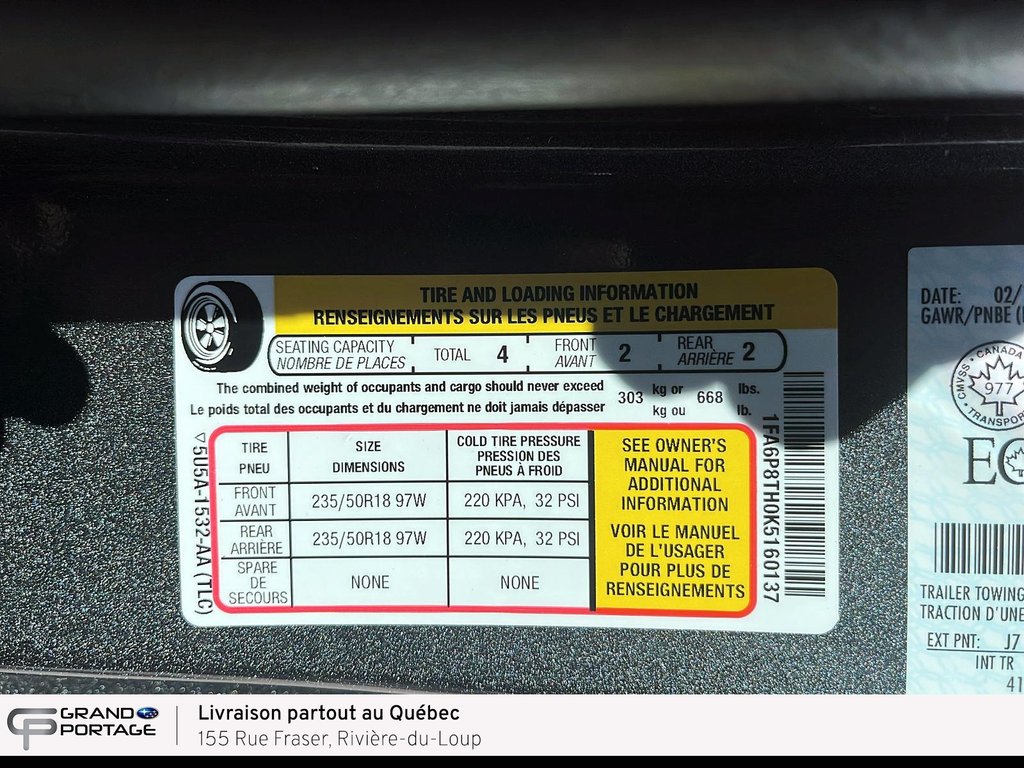 TIRE AND LOADING INFORMATION
RENSEIGNEMENTS SUR LES PNEUS ET LE CHARGEMENT
SEATING CAPACITY
NOMBRE DE PLACES
TOTAL 4
FRONT
AVANT
2
REAR
ARRIÈRE
2
The combined weight of occupants and cargo should never exceed
Le poids total des occupants et du chargement ne doit jamais dépasser
303
kg or
kg ou
668
lbs.
lb.
TIRE
PNEU
SIZE
DIMENSIONS
COLD TIRE PRESSURE
PRESSION DES
PNEUS À FROID
FRONT
AVANT
235/50R18 97W
220 KPA, 32 PSI
REAR
ARRIÈRE
235/50R18 97W
220 KPA, 32 PSI
SPARE
DE
SECOURS
NONE
NONE
SEE OWNER'S
MANUAL FOR
ADDITIONAL
INFORMATION
VOIR LE MANUEL
DE L'USAGER
POUR PLUS DE
RENSEIGNEMENTS
5U5A-1532-AA (TLC)
1FA6P8TH0K5160137
DATE: 02/
GAWR/PNBE (
CMVSS
CANADA
977
TRANSPOR
EC
TRAILER TOWING
TRACTION D'UNE
EXT PNT: J7
INT TR
41
GRAND
PORTAGE
Livraison partout au Québec
155 Rue Fraser, Rivière-du-Loup